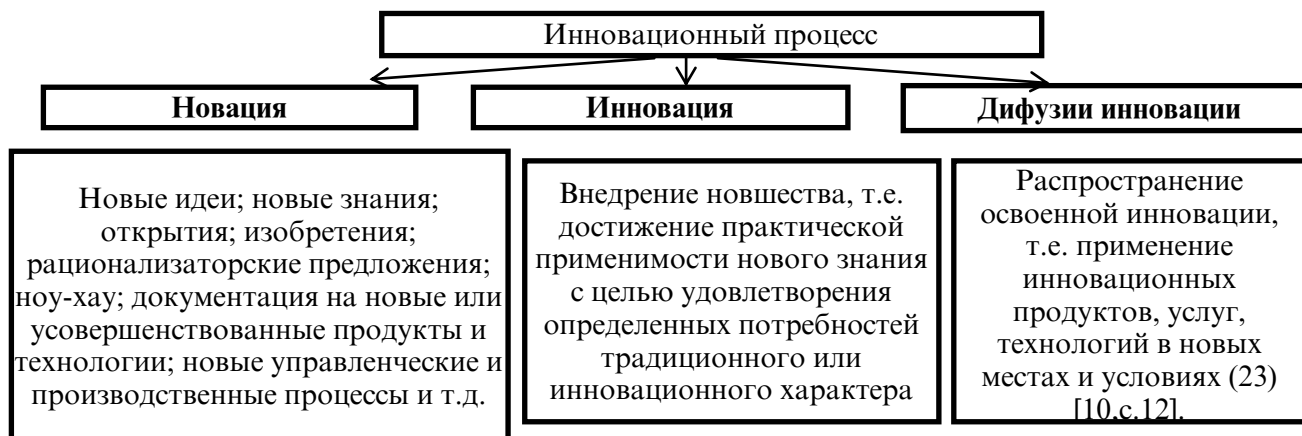 Инновационный процесс
Новация
Инновация
Дифузии инновации
Новые идеи; новые знания;
открытия; изобретения;
рационализаторские предложения;
ноу-хау; документация на новые или
усовершенствованные продукты и
технологии; новые управленческие и
производственные процессы и т.д.
Внедрение новшества, т.е.
достижение практической
применимости нового знания
с целью удовлетворения
определенных потребностей
традиционного или
инновационного характера
Распространение
освоенной инновации,
т.е. применение
инновационных
продуктов, услуг,
технологий в новых
местах и условиях (23)
[10,с.12].